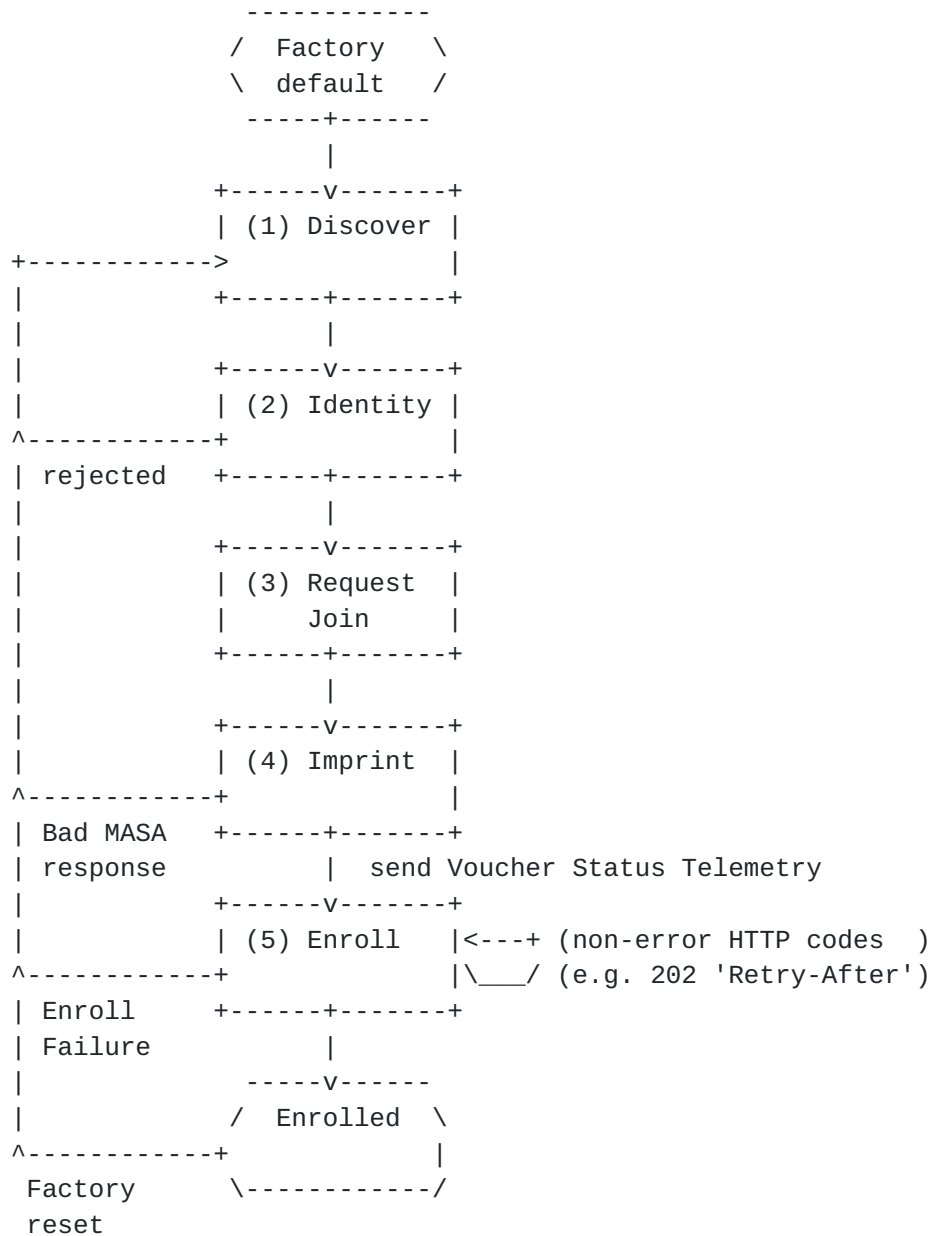 Factory
default
(1) Discover
(2) Identity
rejected
(3) Request
Join
(4) Imprint
Bad MASA
response send Voucher Status Telemetry
(5) Enroll (non-error HTTP codes )
(e.g. 202 'Retry-After')
Enroll
Failure
Enrolled
Factory
reset